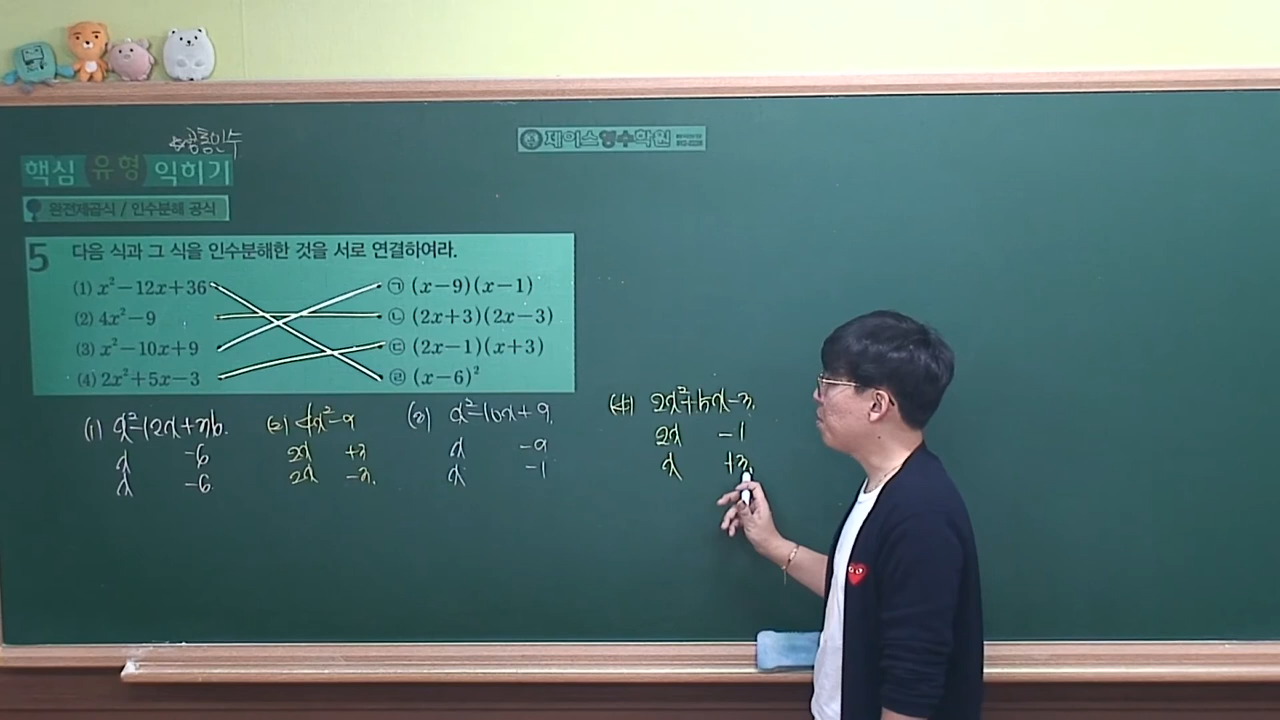 ☆공통인수
제이스영수학원
핵심 유형 익히기
완전제곱식 / 인수분해 공식
5 다음 식과 그 식을 인수분해한 것을 서로 연결하여라.
(1) x²−12x+36 ㉠ (x−9)(x−1)
(2) 4x²−9 ㉡ (2x+3)(2x−3)
(3) x²−10x+9 ㉢ (2x−1)(x+3)
(4) 2x²+5x−3 ㉣ (x−6)²
(1) x²−12x+36. (2) 4x²−9 (3) x²−10x+9. (4) 2x²+5x−3.
x −6 2x +3 x −9 2x −1
x −6. 2x −3. x −1 x +3.